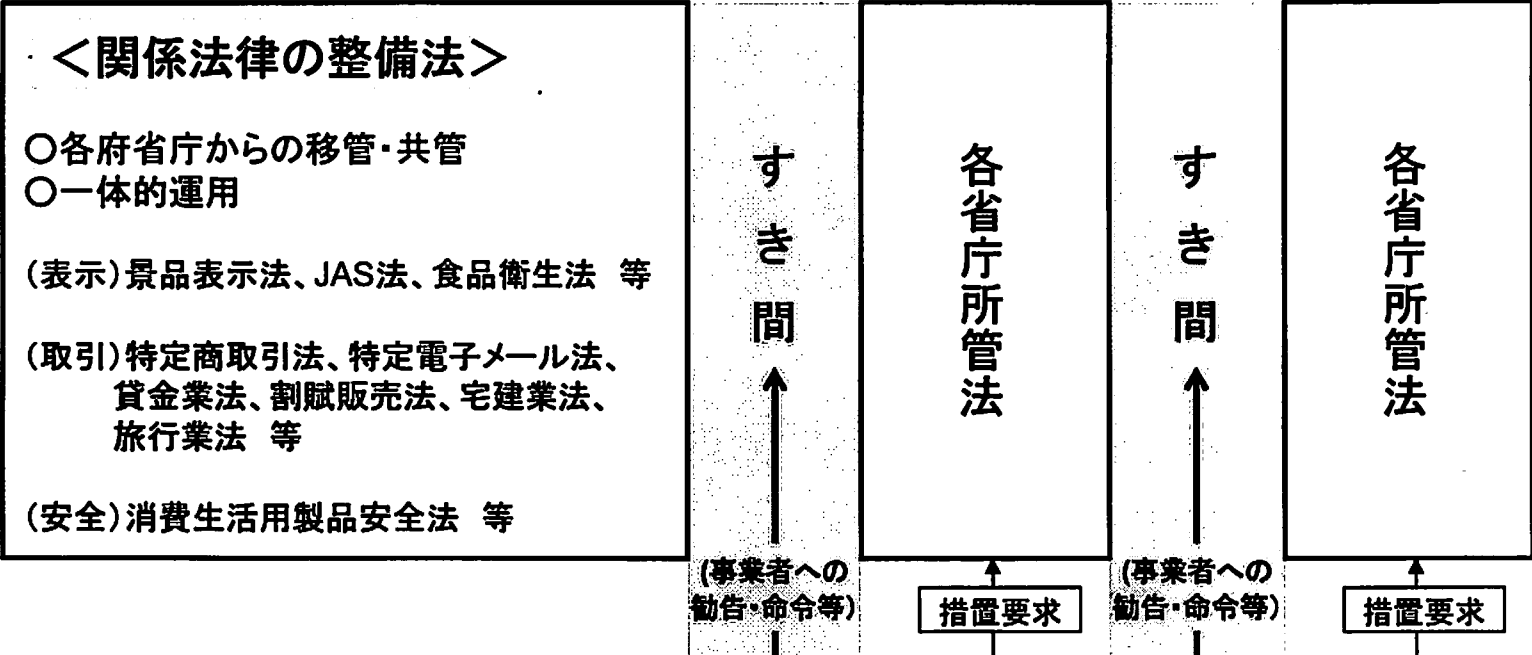 ＜関係法律の整備法＞
○各府省庁からの移管・共管
○一体的運用
(表示)景品表示法、JAS法、食品衛生法　等
(取引)特定商取引法、特定電子メール法、
貸金業法、割賦販売法、宅建業法、
旅行業法　等
(安全)消費生活用製品安全法　等
すき間
(事業者への
勧告・命令等)
各省庁所管法
措置要求
すき間
(事業者への
勧告・命令等)
各省庁所管法
措置要求